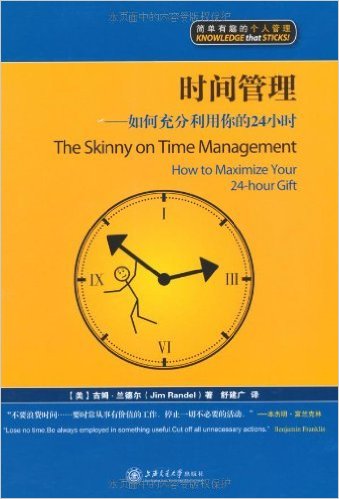 本页面中的内容受版权保护
简单有趣的个人管理
KNOWLEDGE that STICKS!
时间管理
——如何充分利用你的24小时
The Skinny on Time Management
How to Maximize Your
24-hour Gift
I
IX
III
VI
【美】吉姆·兰德尔（Jim Randel）著 舒建广 译
“不要浪费时间……要时常从事有价值的工作，停止一切不必要的活动。”——本杰明·富兰克林
"Lose no time.Be always employed in something useful.Cut off all unnecessary actions." Benjamin Franklin
上海交通大学出版社
本页面中的内容受版权保护